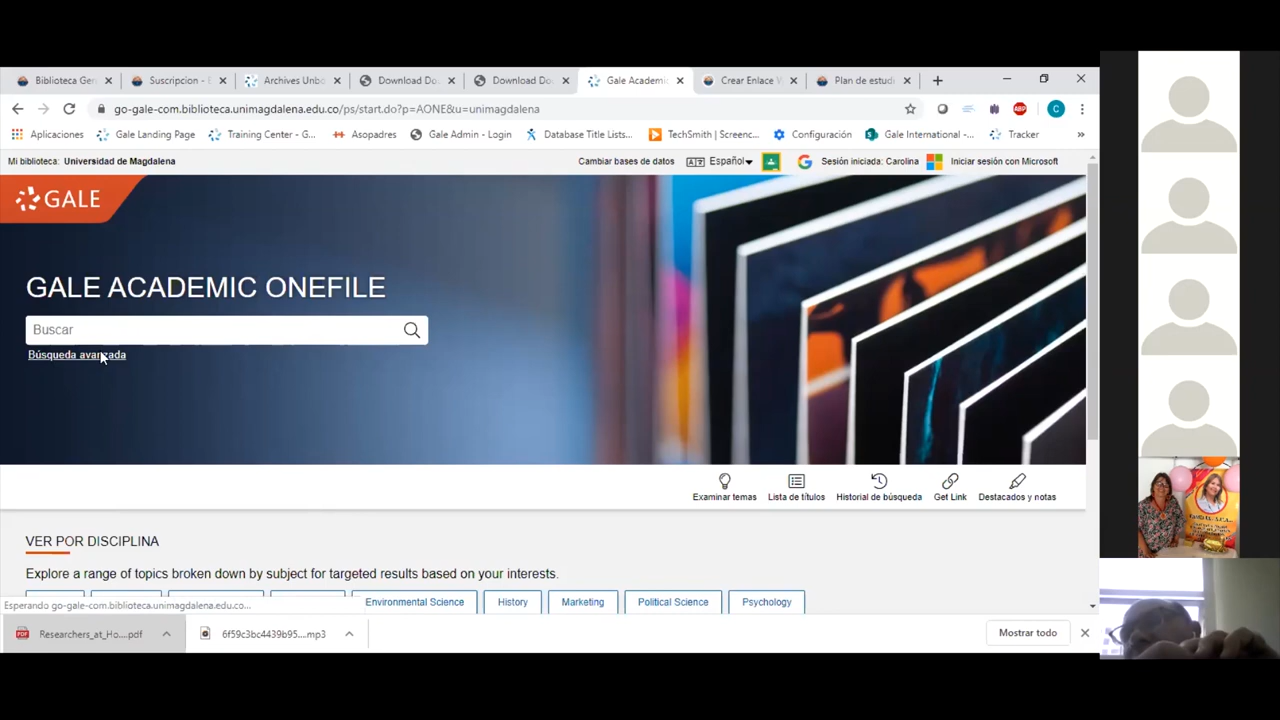 Biblioteca Gen
Suscripcion - E
Archives Unbo
Download Do
Download Do
Gale Academic
Crear Enlace V
Plan de estudi
go-gale-com.biblioteca.unimagdalena.edu.co/ps/start.do?p=AONE&u=unimagdalena
ABP
C
Aplicaciones
Gale Landing Page
Training Center - G...
Asopadres
Gale Admin - Login
Database Title Lists...
TechSmith | Screenc...
Configuración
Gale International -...
Tracker
»
Mi biblioteca: Universidad de Magdalena
Cambiar bases de datos
Español
Sesión iniciada: Carolina
Iniciar sesión con Microsoft
GALE
GALE ACADEMIC ONEFILE
Buscar
Búsqueda avanzada
Examinar temas
Lista de títulos
Historial de búsqueda
Get Link
Destacados y notas
VER POR DISCIPLINA
Explore a range of topics broken down by subject for targeted results based on your interests.
Environmental Science
History
Marketing
Political Science
Psychology
Esperando go-gale-com.biblioteca.unimagdalena.edu.co...
PDF
Researchers_at_Ho....pdf
6f59c3bc4439b95....mp3
Mostrar todo